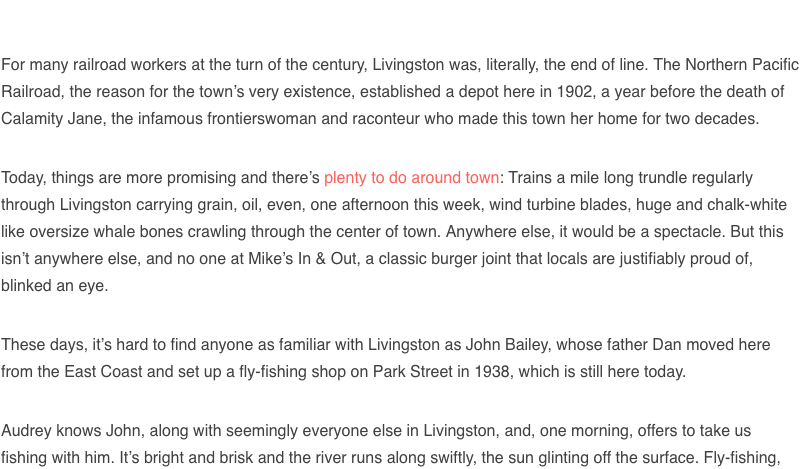 For many railroad workers at the turn of the century, Livingston was, literally, the end of line. The Northern Pacific
Railroad, the reason for the town’s very existence, established a depot here in 1902, a year before the death of
Calamity Jane, the infamous frontierswoman and raconteur who made this town her home for two decades.
Today, things are more promising and there’s plenty to do around town: Trains a mile long trundle regularly
through Livingston carrying grain, oil, even, one afternoon this week, wind turbine blades, huge and chalk-white
like oversize whale bones crawling through the center of town. Anywhere else, it would be a spectacle. But this
isn’t anywhere else, and no one at Mike’s In & Out, a classic burger joint that locals are justifiably proud of,
blinked an eye.
These days, it’s hard to find anyone as familiar with Livingston as John Bailey, whose father Dan moved here
from the East Coast and set up a fly-fishing shop on Park Street in 1938, which is still here today.
Audrey knows John, along with seemingly everyone else in Livingston, and, one morning, offers to take us
fishing with him. It’s bright and brisk and the river runs along swiftly, the sun glinting off the surface. Fly-fishing,